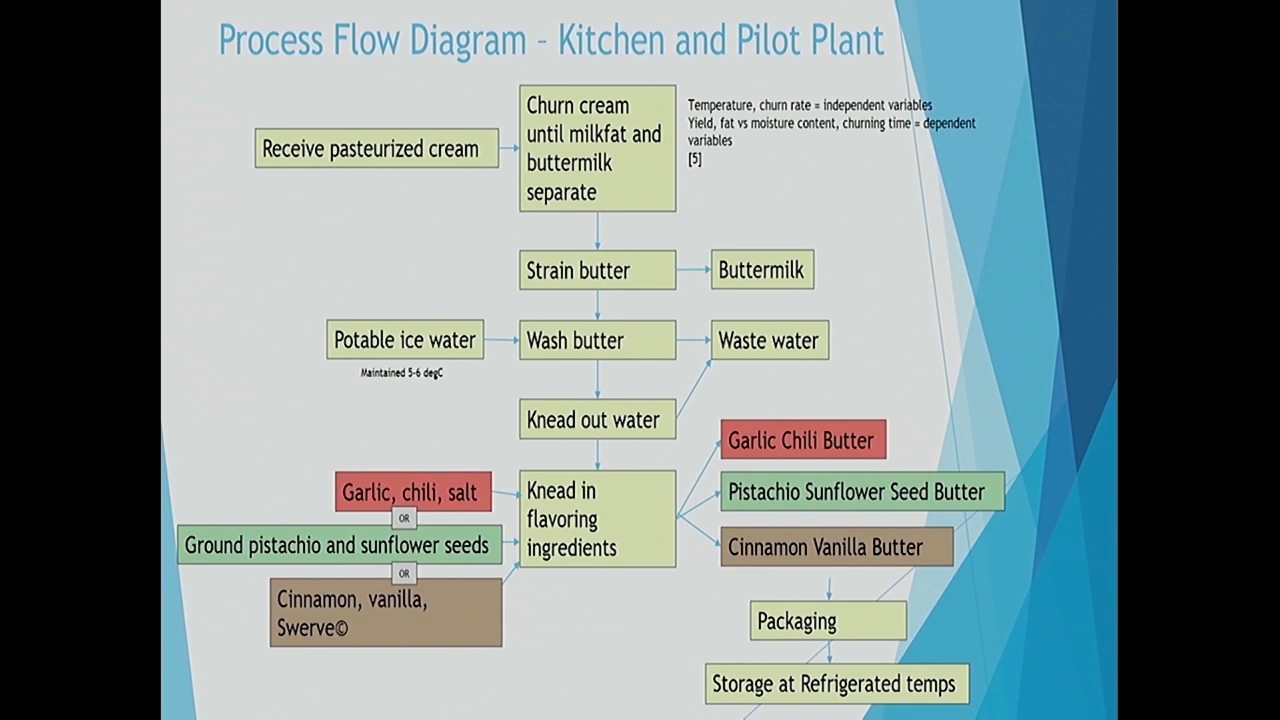 Process Flow Diagram – Kitchen and Pilot Plant
Receive pasteurized cream
Churn cream
until milkfat and
buttermilk
separate
Temperature, churn rate = independent variables
Yield, fat vs moisture content, churning time = dependent
variables
[5]
Strain butter
Buttermilk
Potable ice water
Maintained 5-6 degC
Wash butter
Waste water
Knead out water
Garlic, chili, salt
OR
Ground pistachio and sunflower seeds
OR
Cinnamon, vanilla,
Swerve©
Knead in
flavoring
ingredients
Garlic Chili Butter
Pistachio Sunflower Seed Butter
Cinnamon Vanilla Butter
Packaging
Storage at Refrigerated temps